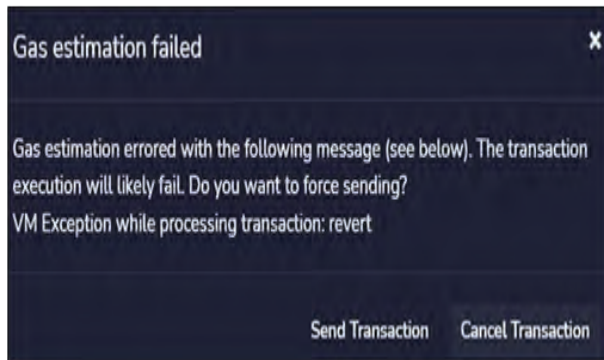 Gas estimation failed
Gas estimation errored with the following message (see below). The transaction
execution will likely fail. Do you want to force sending?
VM Exception while processing transaction: revert
Send Transaction Cancel Transaction